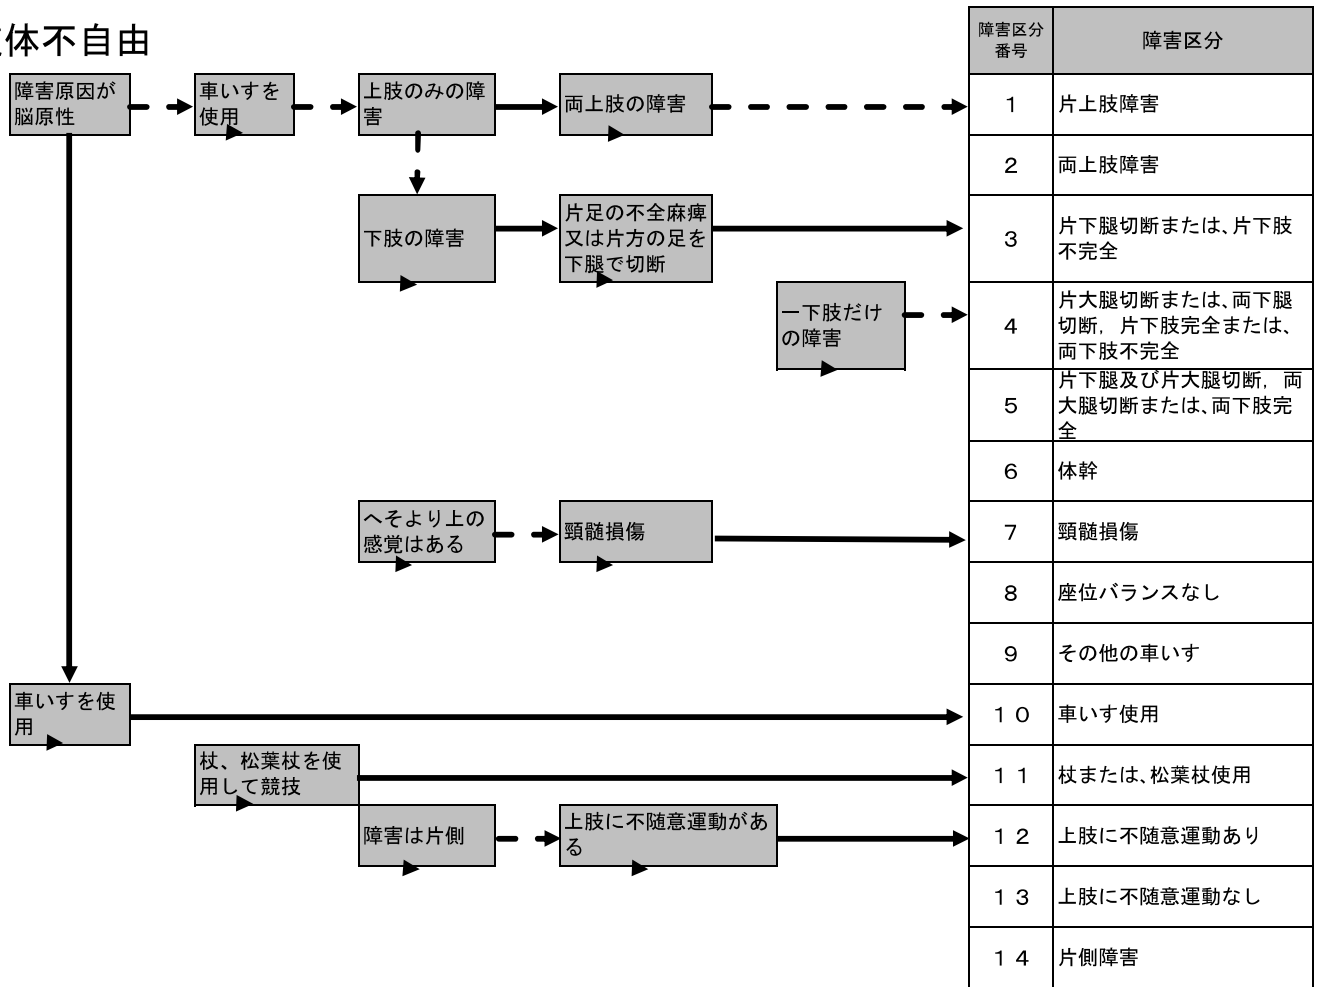 体不自由
障害原因が
脳原性
車いすを
使用
上肢のみの障
害
両上肢の障害
下肢の障害
片足の不全麻痺
又は片方の足を
下腿で切断
一下肢だけ
の障害
へそより上の
感覚はある
頸髄損傷
車いすを使
用
杖、松葉杖を使
用して競技
障害は片側
上肢に不随意運動があ
る
障害区分
番号
障害区分
1
片上肢障害
2
両上肢障害
3
片下腿切断または、片下肢
不完全
4
片大腿切断または、両下腿
切断, 片下肢完全または、
両下肢不完全
5
片下腿及び片大腿切断, 両
大腿切断または、両下肢完
全
6
体幹
7
頸髄損傷
8
座位バランスなし
9
その他の車いす
10
車いす使用
11
杖または、松葉杖使用
12
上肢に不随意運動あり
13
上肢に不随意運動なし
14
片側障害